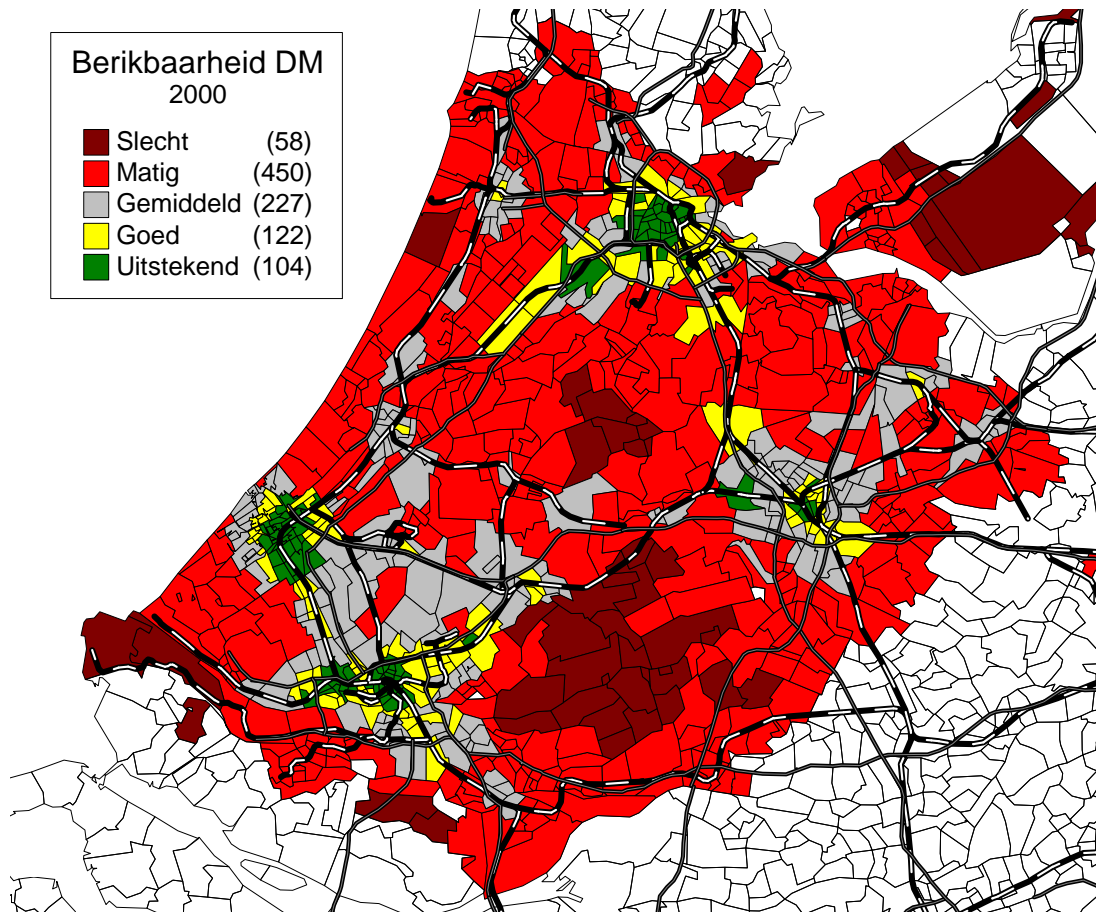 Berikbaarheid DM
2000
Slecht (58)
Matig (450)
Gemiddeld (227)
Goed (122)
Uitstekend (104)